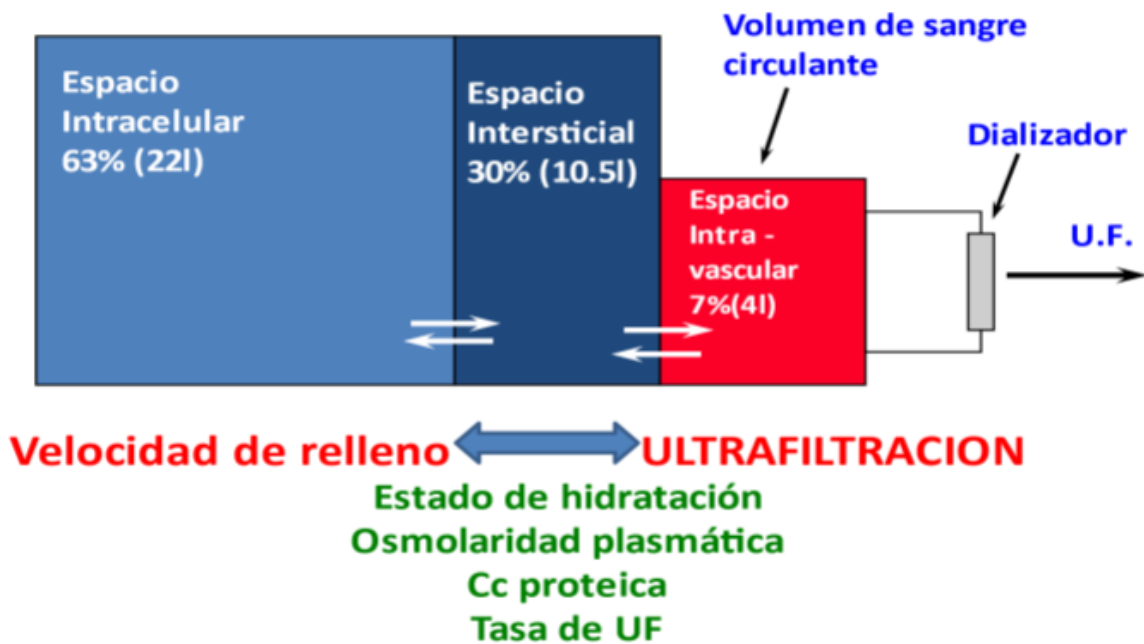 Espacio
Intracelular
63% (22l)
Espacio
Intersticial
30% (10.5l)
Volumen de sangre
circulante
Espacio
Intra -
vascular
7%(4l)
Dializador
U.F.
Velocidad de relleno ULTRAFILTRACION
Estado de hidratación
Osmolaridad plasmática
Cc proteica
Tasa de UF